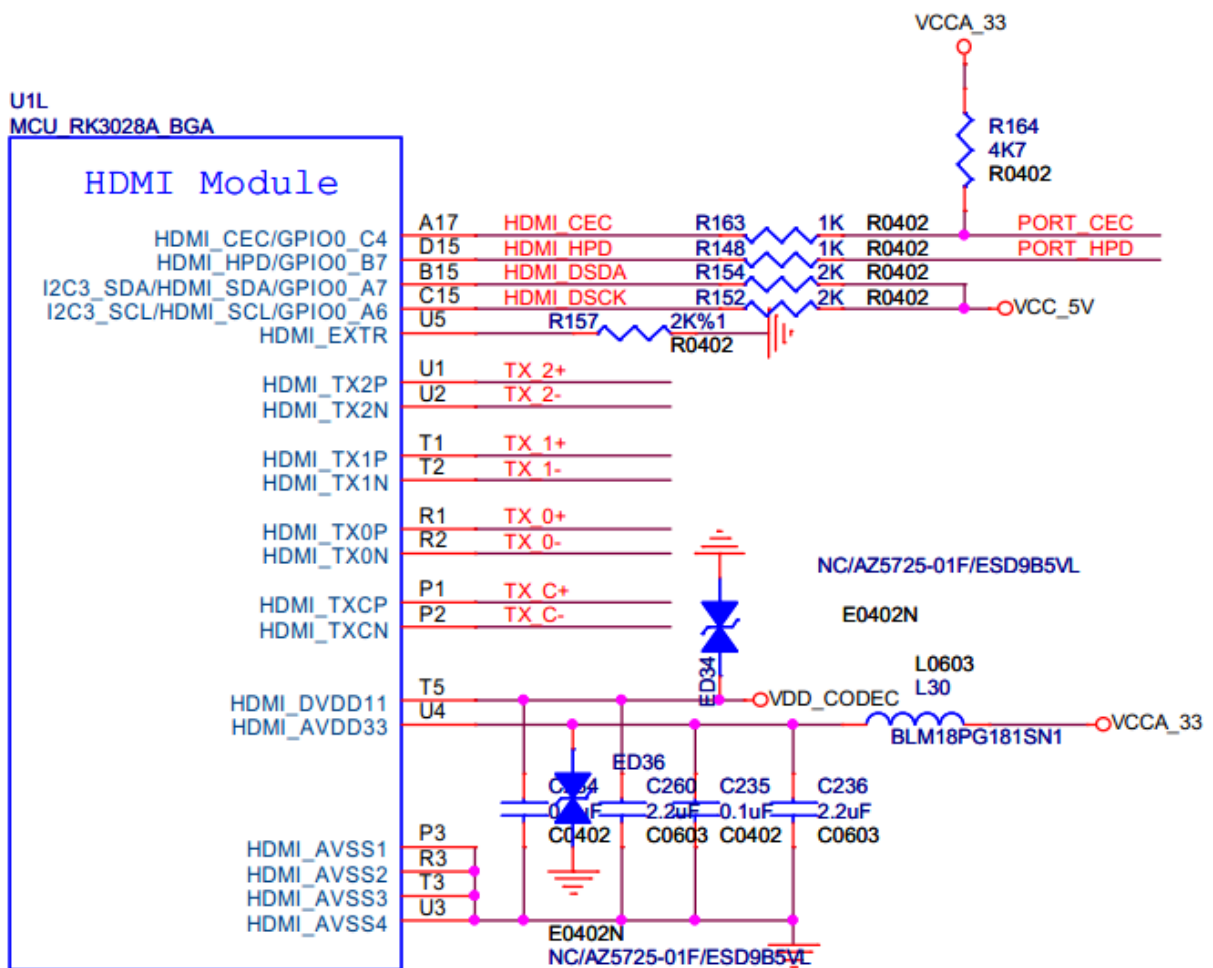 VCCA_33
U1L
MCU_RK3028A_BGA
R164
4K7
R0402
HDMI Module
HDMI_CEC/GPIO0_C4 A17 HDMI_CEC R163 1K R0402 PORT_CEC
HDMI_HPD/GPIO0_B7 D15 HDMI_HPD R148 1K R0402 PORT_HPD
I2C3_SDA/HDMI_SDA/GPIO0_A7 B15 HDMI_DSDA R154 2K R0402
I2C3_SCL/HDMI_SCL/GPIO0_A6 C15 HDMI_DSCK R152 2K R0402 VCC_5V
HDMI_EXTR U5 R157 2K%1
R0402
HDMI_TX2P U1 TX_2+
HDMI_TX2N U2 TX_2-
HDMI_TX1P T1 TX_1+
HDMI_TX1N T2 TX_1-
HDMI_TX0P R1 TX_0+
HDMI_TX0N R2 TX_0-
NC/AZ5725-01F/ESD9B5VL
HDMI_TXCP P1 TX_C+
HDMI_TXCN P2 TX_C-
E0402N
ED34
L0603
L30
HDMI_DVDD11 T5 VDD_CODEC
HDMI_AVDD33 U4 VCCA_33
BLM18PG181SN1
ED36
C260 C235 C236
2.2uF 0.1uF 2.2uF
C0402 C0603 C0402 C0603
HDMI_AVSS1 P3
HDMI_AVSS2 R3
HDMI_AVSS3 T3
HDMI_AVSS4 U3
E0402N
NC/AZ5725-01F/ESD9B5VL